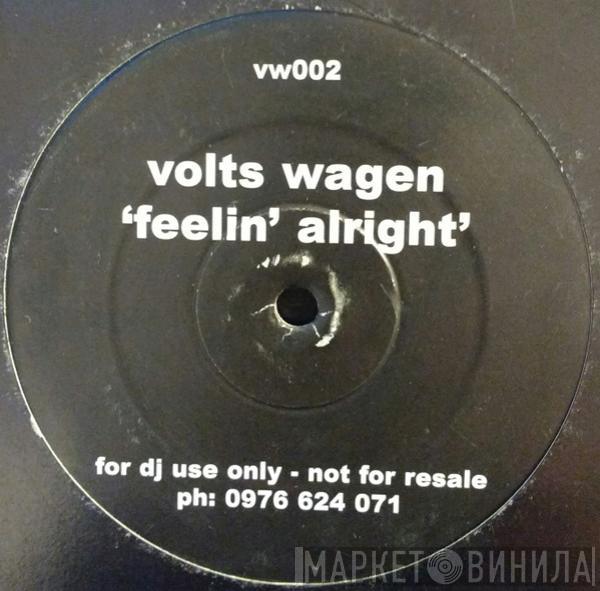 vw002
volts wagen
‘feelin’ alright’
for dj use only - not for resale
ph: 0976 624 071
МАРКЕТ ВИНИЛА